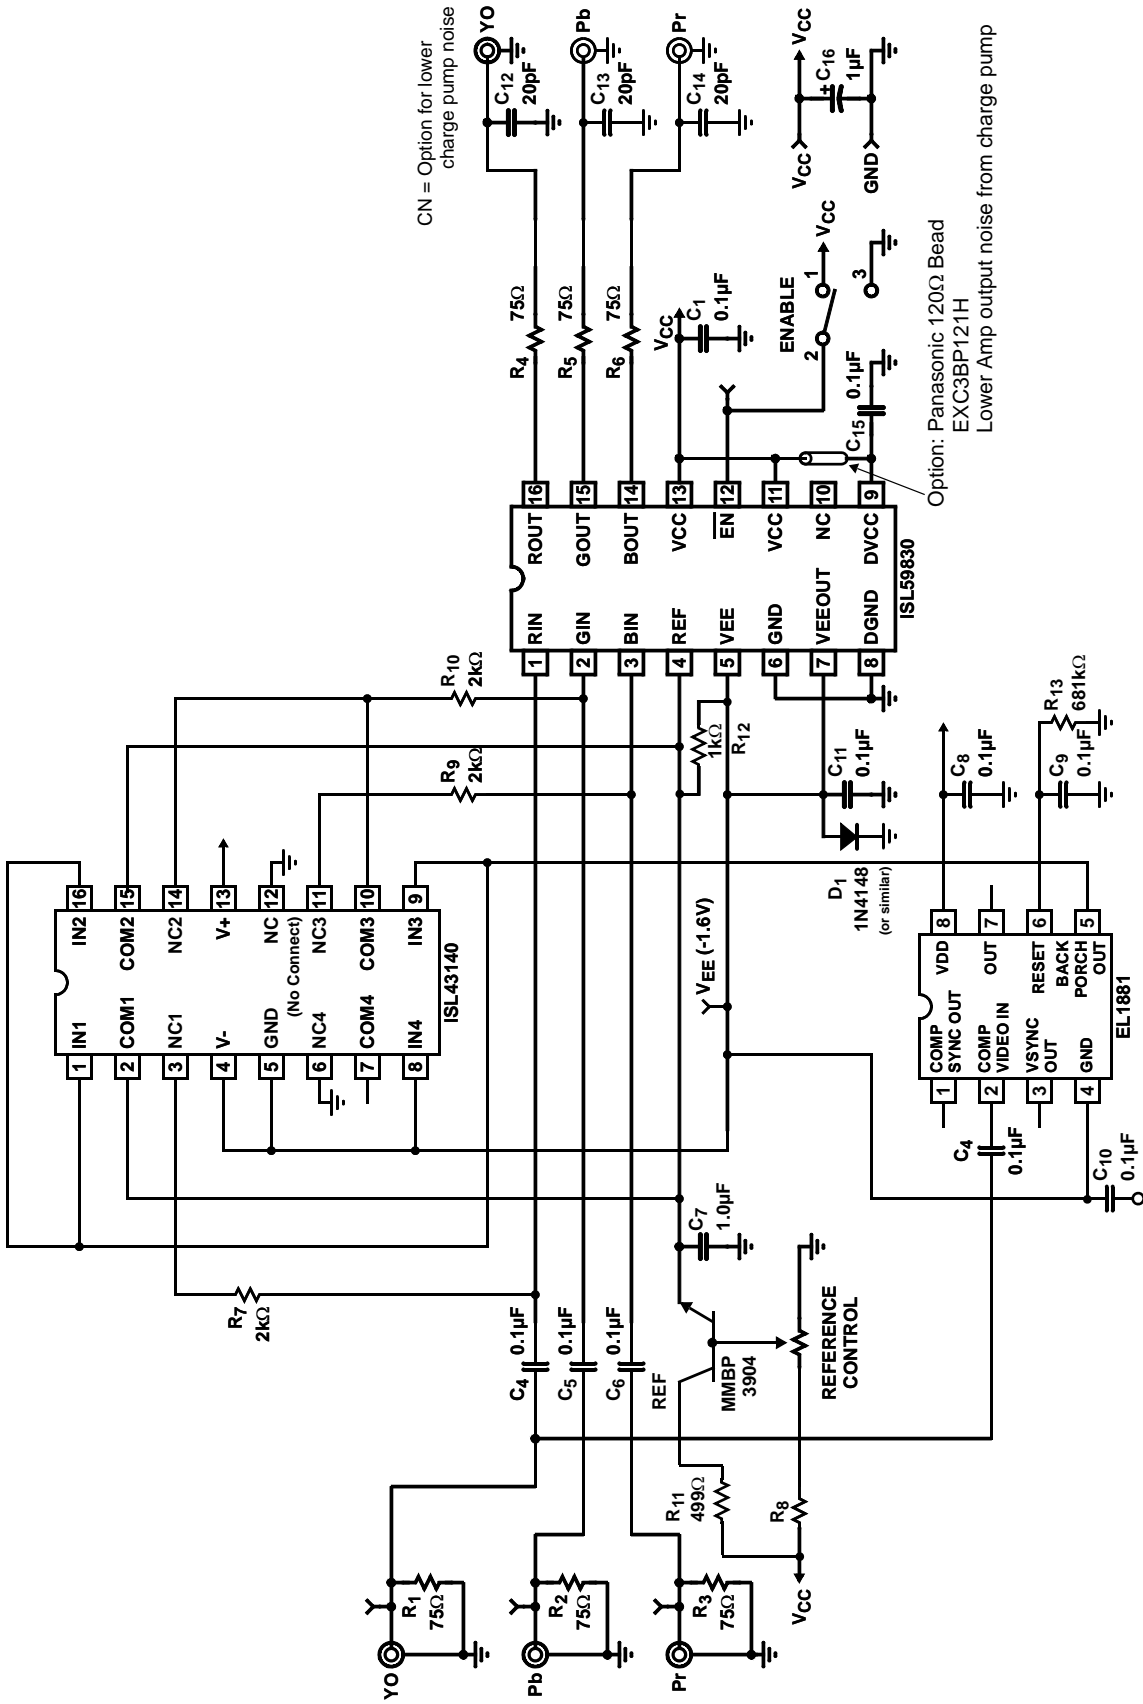 YO
R1
75Ω
Pb
R2
75Ω
Pr
R3
75Ω
VCC
R11
499Ω
R8
C4
0.1µF
C5
0.1µF
C6
0.1µF
REF
MMBP
3904
REFERENCE
CONTROL
C7
1.0µF
R7
2kΩ
1
2
3
4
5
6
7
8
IN1
COM1
NC1
V-
GND
NC4
COM4
IN4
IN2
COM2
NC2
V+
NC
(No Connect)
NC3
COM3
IN3
16
15
14
13
12
11
10
9
ISL43140
VEE (-1.6V)
R9
2kΩ
R10
2kΩ
1kΩ
R12
D1
1N4148
(or similar)
C11
0.1µF
C4
0.1µF
C10
0.1µF
1
2
3
4
COMP
SYNC OUT
COMP
VIDEO IN
VSYNC
OUT
GND
VDD
OUT
RESET
BACK
PORCH
OUT
8
7
6
5
EL1881
C8
0.1µF
C9
0.1µF
R13
681kΩ
1
2
3
4
5
6
7
8
RIN
GIN
BIN
REF
VEE
GND
VEEOUT
DGND
ROUT
GOUT
BOUT
VCC
EN
VCC
NC
DVCC
16
15
14
13
12
11
10
9
ISL59830
R4
75Ω
R5
75Ω
R6
75Ω
VCC
C1
0.1µF
ENABLE
2
1
3
VCC
C15
0.1µF
Option: Panasonic 120Ω Bead
EXC3BP121H
Lower Amp output noise from charge pump
CN = Option for lower
charge pump noise
C12
20pF
YO
C13
20pF
Pb
C14
20pF
Pr
VCC
GND
+
C16
1µF
VCC